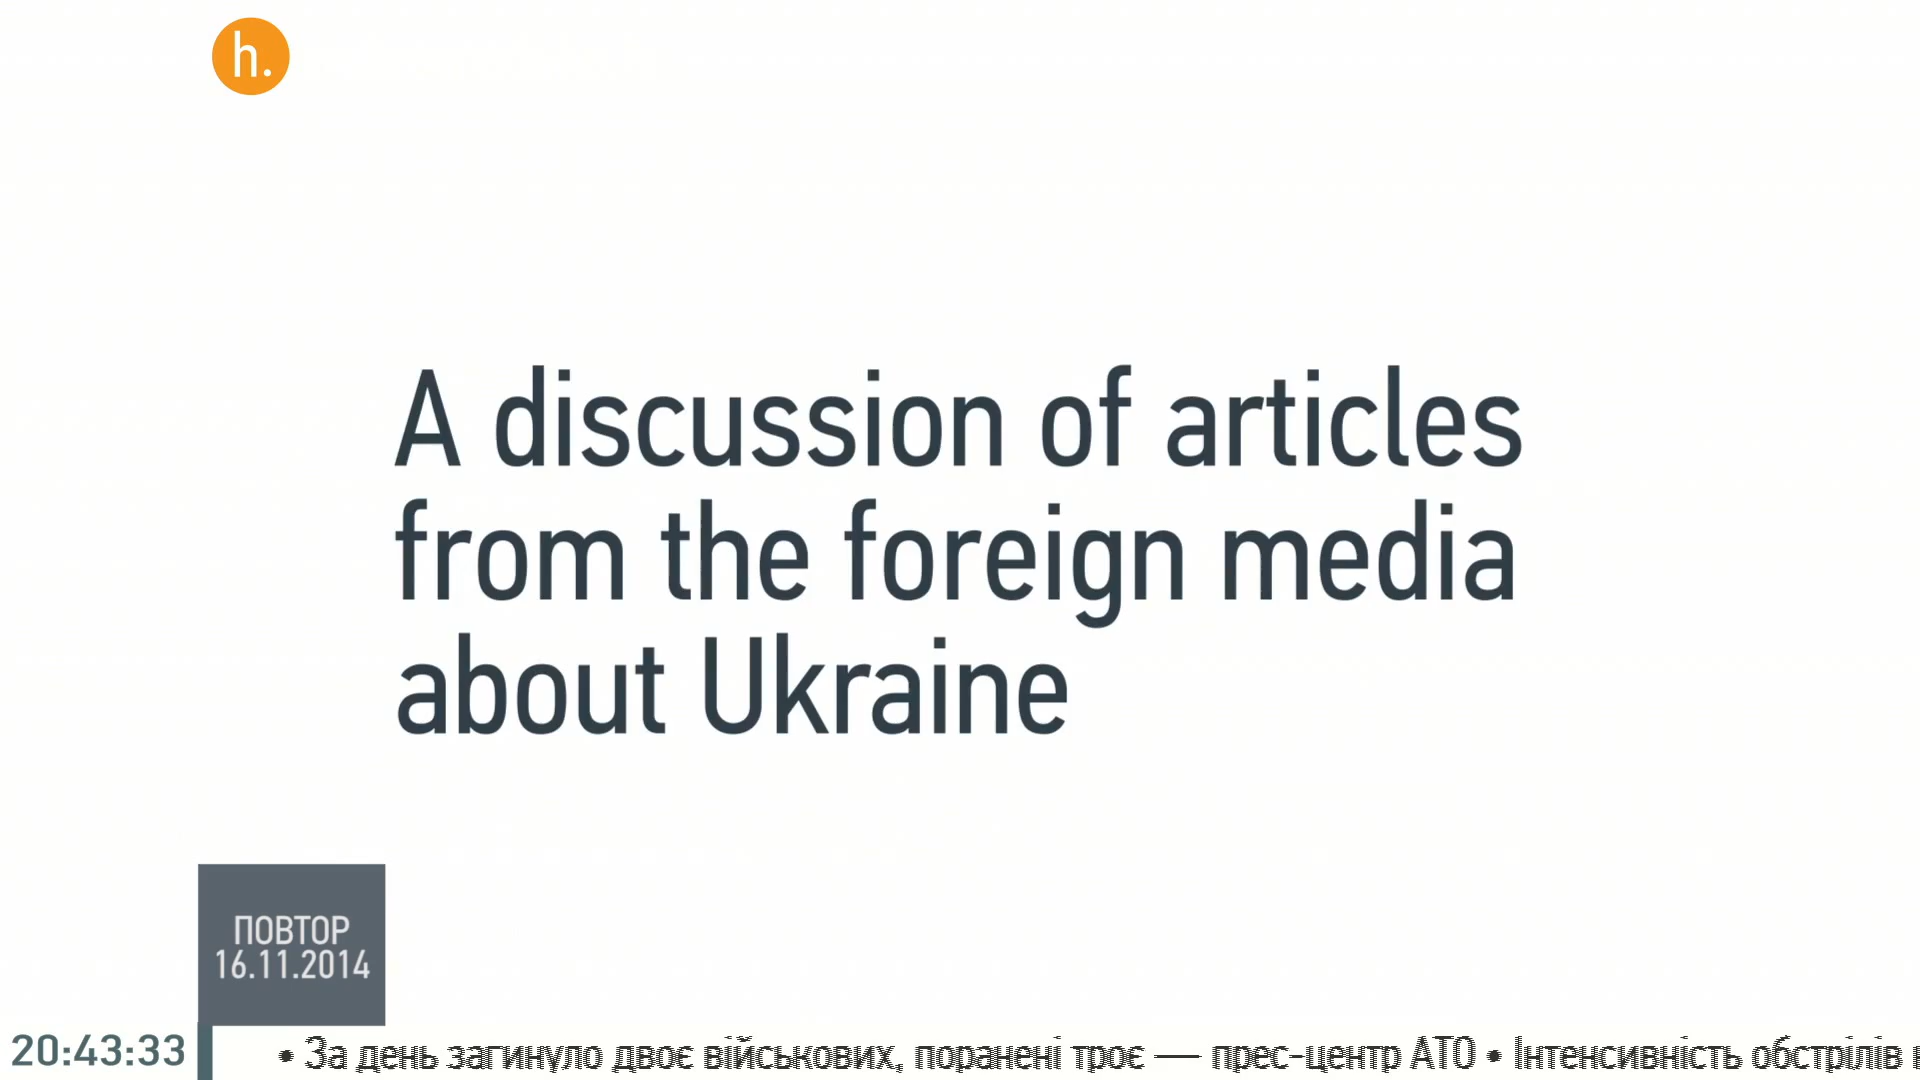 h.
A discussion of articles
from the foreign media
about Ukraine
ПОВТОР
16.11.2014
20:43:33
• За день загинуло двоє військових, поранені троє — прес-центр АТО • Інтенсивність обстрілів